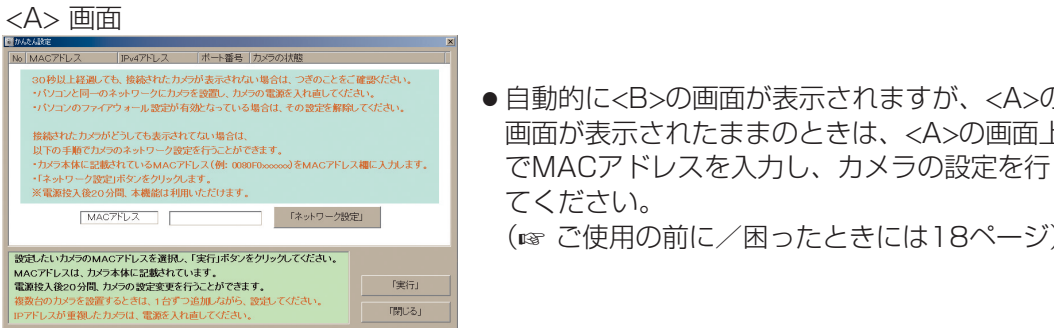 <A> 画面
かんたん設定
No MACアドレス IPv4アドレス ポート番号 カメラの状態
30秒以上経過しても、接続されたカメラが表示されない場合は、つぎのことをご確認ください。
・パソコンと同一のネットワークにカメラを設置し、カメラの電源を入れ直してください。
・パソコンのファイアウォール設定が有効となっている場合は、その設定を解除してください。
接続されたカメラがどうしても表示されてない場合は、
以下の手順でカメラのネットワーク設定を行うことができます。
・カメラ本体に記載されているMACアドレス(例: 0080F0xxxxxx)をMACアドレス欄に入力します。
・「ネットワーク設定」ボタンをクリックします。
※電源投入後20分間、本機能は利用いただけます。
MACアドレス 「ネットワーク設定」
設定したいカメラのMACアドレスを選択し、「実行」ボタンをクリックしてください。
MACアドレスは、カメラ本体に記載されています。
電源投入後20分間、カメラの設定変更を行うことができます。
複数台のカメラを設置するときは、1台ずつ追加しながら、設定してください。
IPアドレスが重複したカメラは、電源を入れ直してください。
「実行」
「閉じる」
●自動的に<B>の画面が表示されますが、<A>の
画面が表示されたままのときは、<A>の画面上
でMACアドレスを入力し、カメラの設定を行
てください。
(☞ ご使用の前に／困ったときには18ページ)